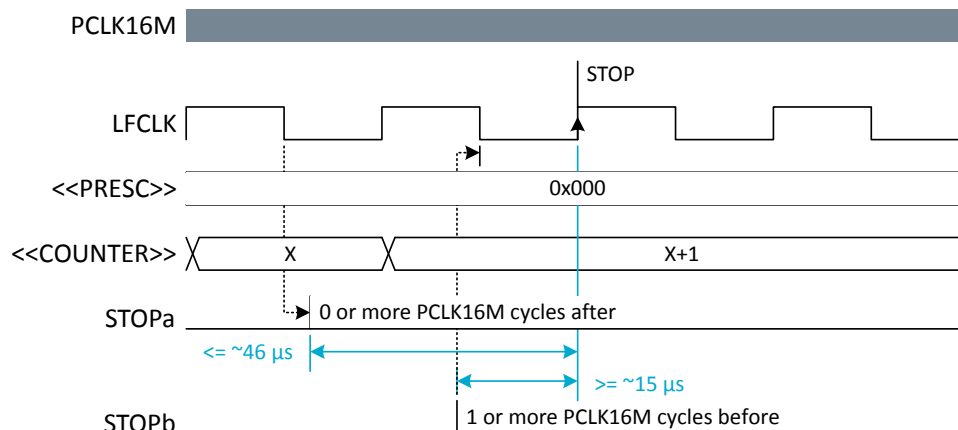 PCLK16M
STOP
LFCLK
<<PRESC>> 0x000
<<COUNTER>> X X+1
STOPa 0 or more PCLK16M cycles after
<= ~46 μs
>= ~15 μs
STOPb 1 or more PCLK16M cycles before